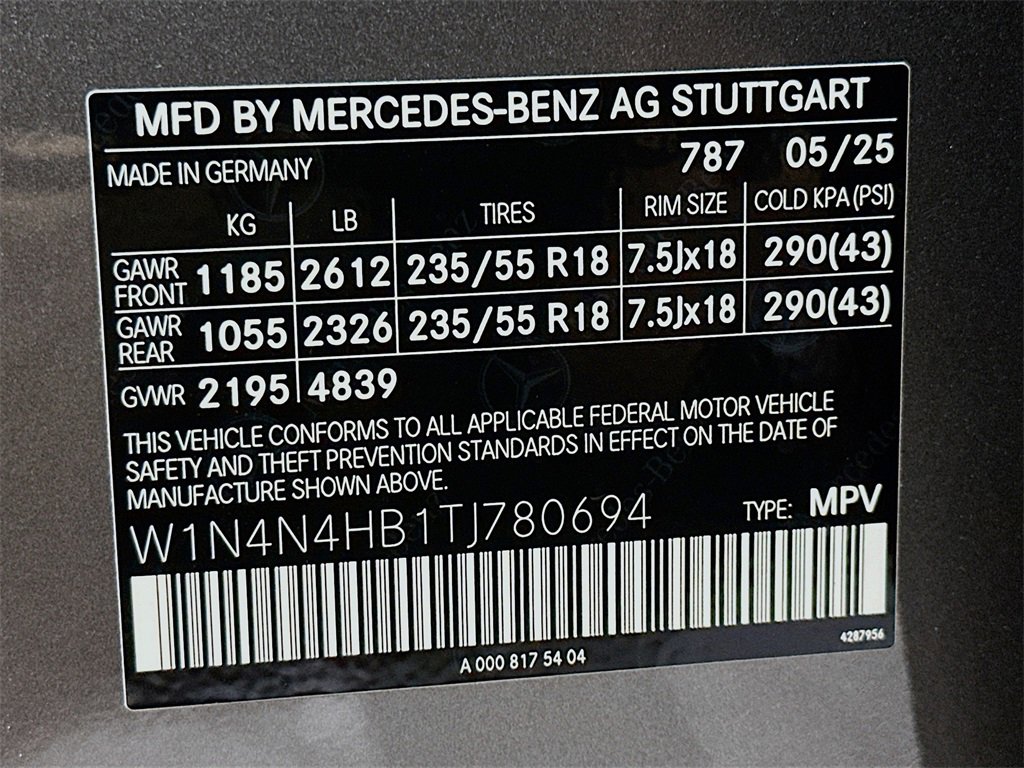 MFD BY MERCEDES-BENZ AG STUTTGART
MADE IN GERMANY 787 05/25
KG LB TIRES RIM SIZE COLD KPA(PSI)
GAWR FRONT 1185 2612 235/55 R18 7.5Jx18 290(43)
GAWR REAR 1055 2326 235/55 R18 7.5Jx18 290(43)
GVWR 2195 4839
THIS VEHICLE CONFORMS TO ALL APPLICABLE FEDERAL MOTOR VEHICLE
SAFETY AND THEFT PREVENTION STANDARDS IN EFFECT ON THE DATE OF
MANUFACTURE SHOWN ABOVE.
W1N4N4HB1TJ780694 TYPE: MPV
4287956
A 000 817 54 04